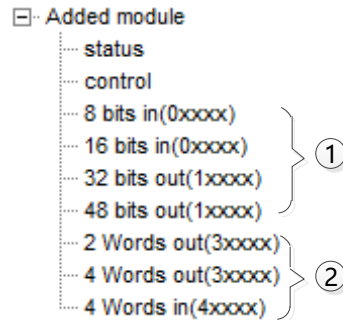 Added module
status
control
8 bits in(0xxxx)
16 bits in(0xxxx)
32 bits out(1xxxx)
48 bits out(1xxxx)
①
2 Words out(3xxxx)
4 Words out(3xxxx)
4 Words in(4xxxx)
②